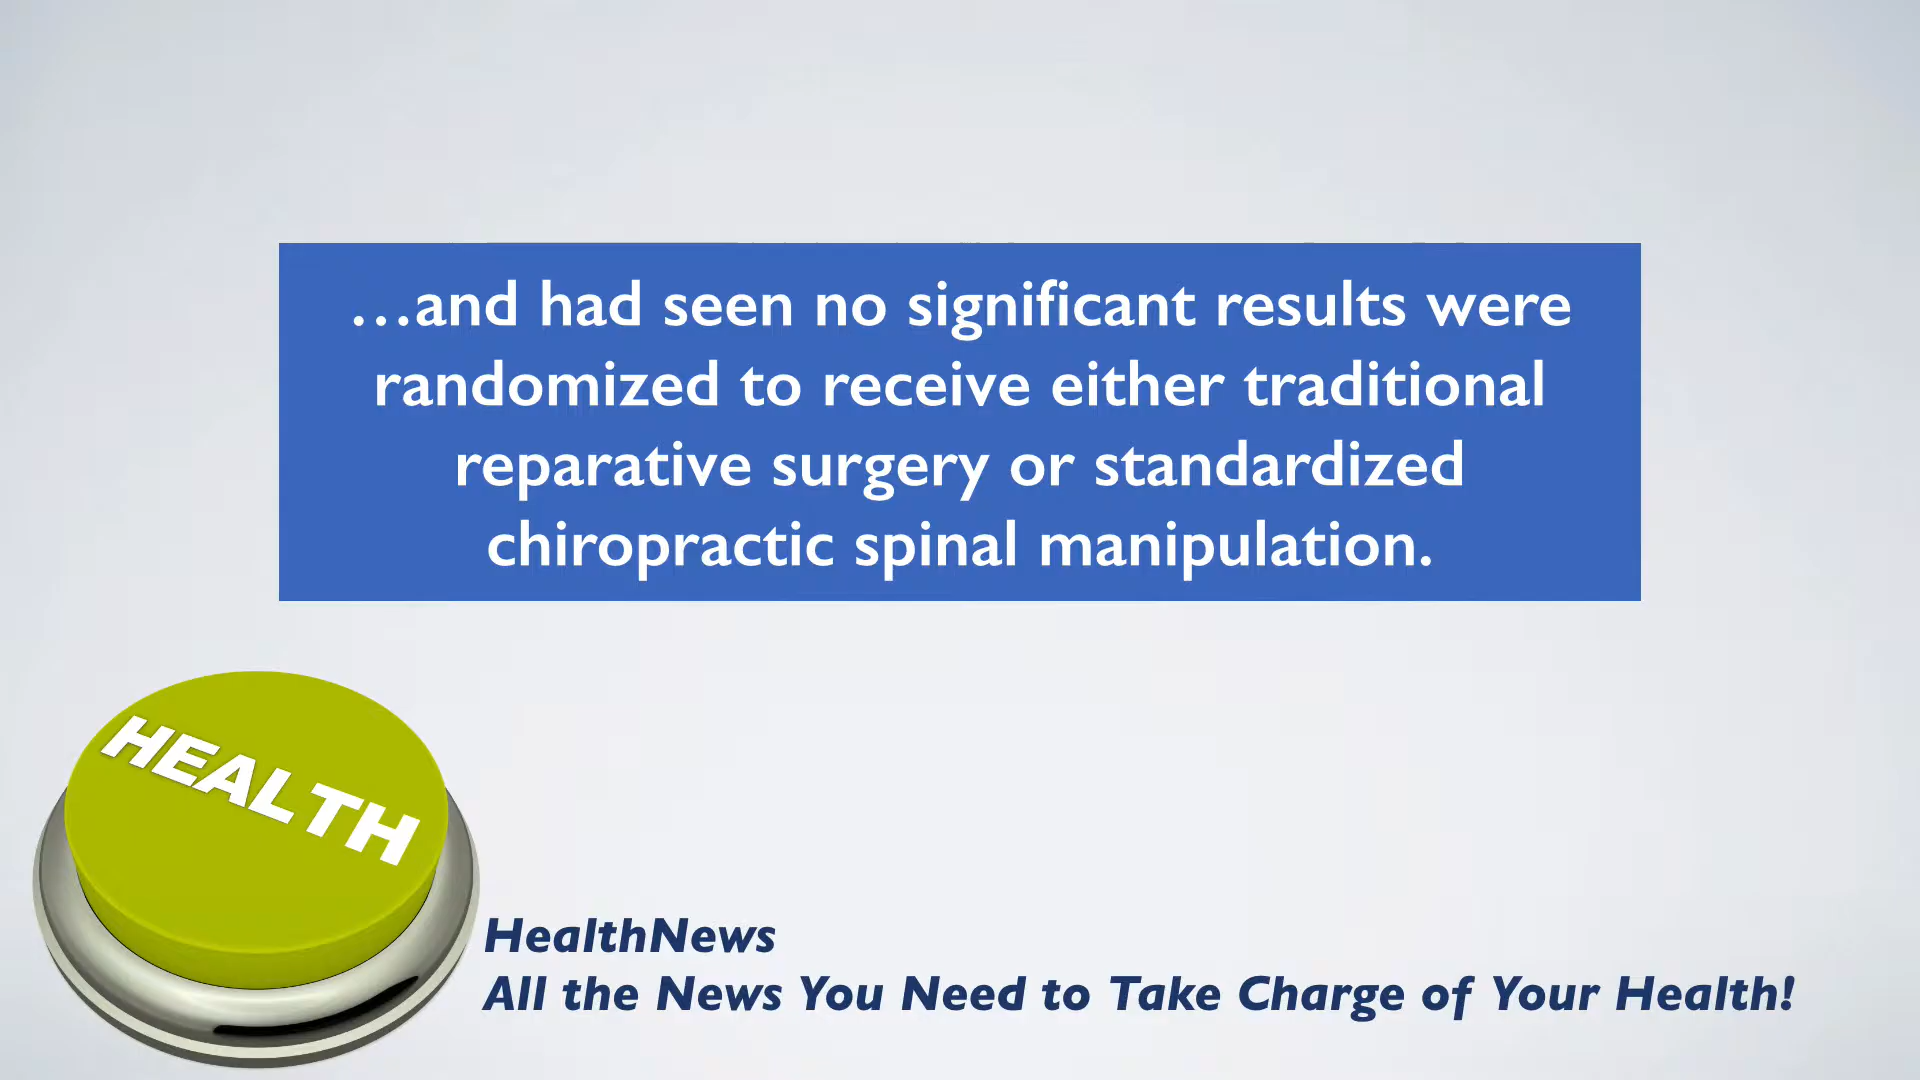 …and had seen no significant results were
randomized to receive either traditional
reparative surgery or standardized
chiropractic spinal manipulation.
HEALTH
HealthNews
All the News You Need to Take Charge of Your Health!